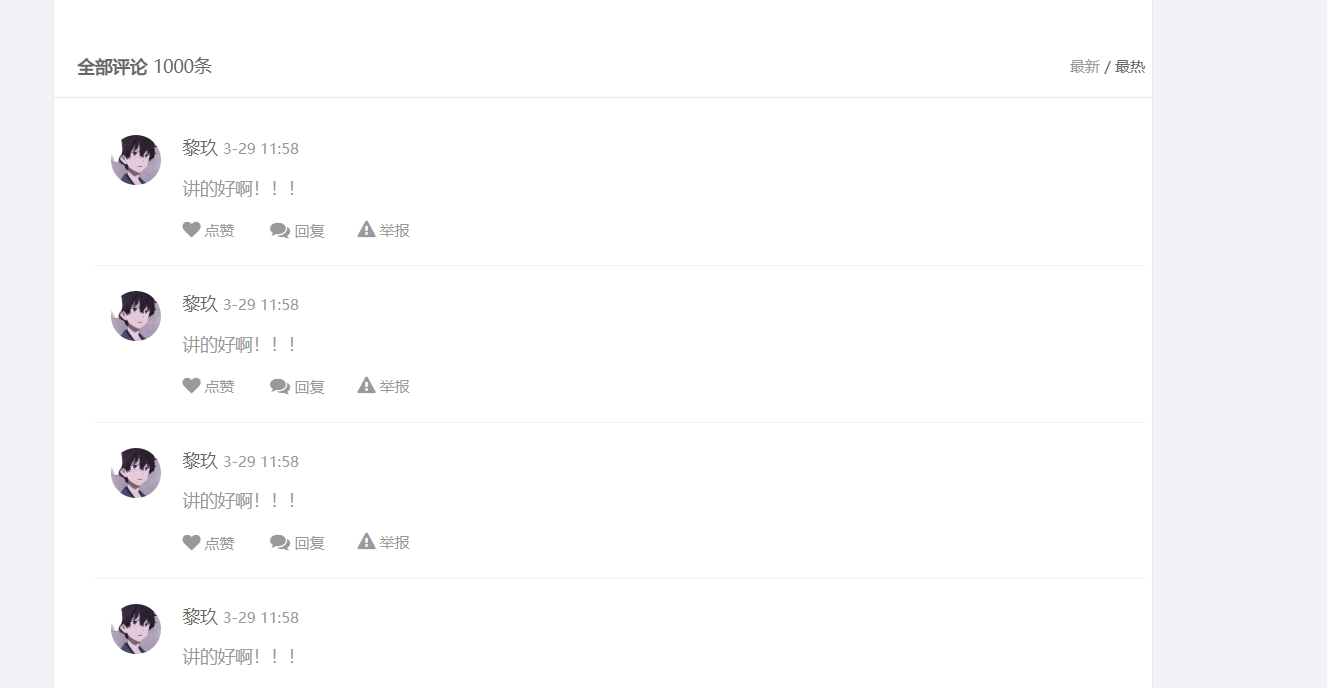 全部评论 1000条 最新 / 最热
黎玖 3-29 11:58
讲的好啊！！！
点赞 回复 举报
黎玖 3-29 11:58
讲的好啊！！！
点赞 回复 举报
黎玖 3-29 11:58
讲的好啊！！！
点赞 回复 举报
黎玖 3-29 11:58
讲的好啊！！！